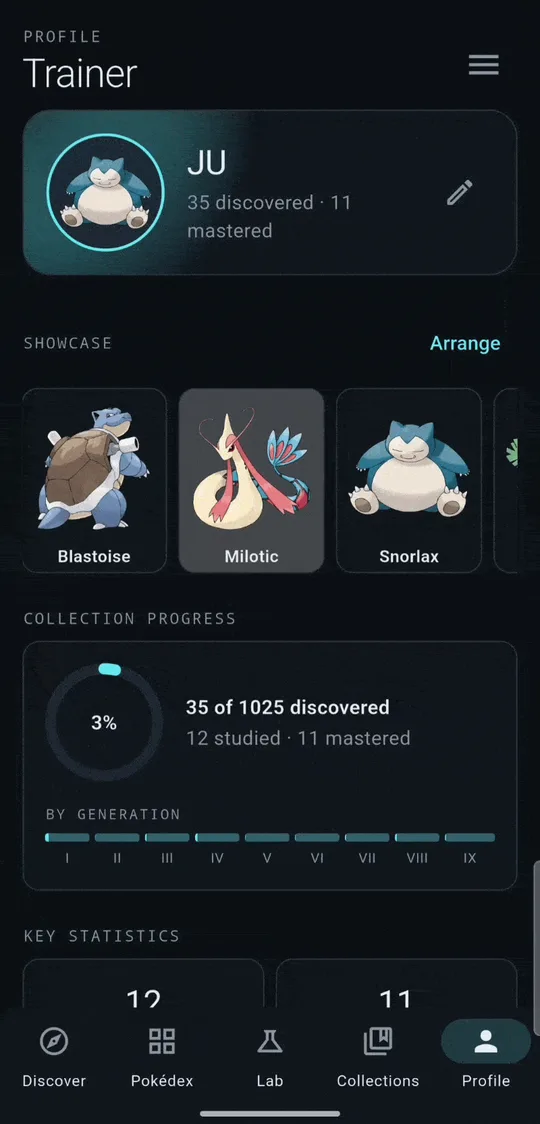 PROFILE
Trainer
JU
35 discovered · 11
mastered
SHOWCASE
Arrange
Blastoise
Milotic
Snorlax
COLLECTION PROGRESS
3%
35 of 1025 discovered
12 studied · 11 mastered
BY GENERATION
I II III IV V VI VII VIII IX
KEY STATISTICS
12
11
Discover
Pokédex
Lab
Collections
Profile